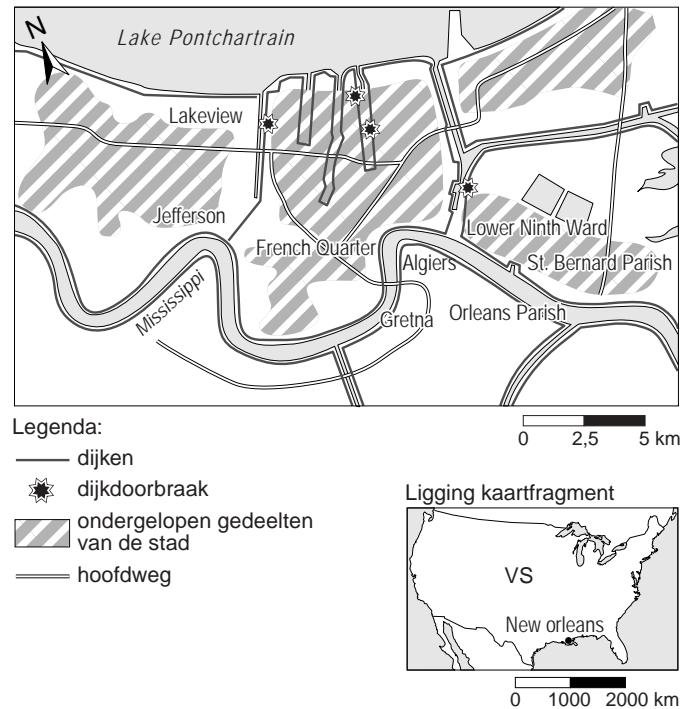 N
Lake Pontchartrain
Lakeview
Jefferson
Lower Ninth Ward
French Quarter
Algiers
St. Bernard Parish
Mississippi
Gretna
Orleans Parish
Legenda:
dijken
dijkdoorbraak
ondergelopen gedeelten
van de stad
hoofdweg
0 2,5 5 km
Ligging kaartfragment
VS
New orleans
0 1000 2000 km